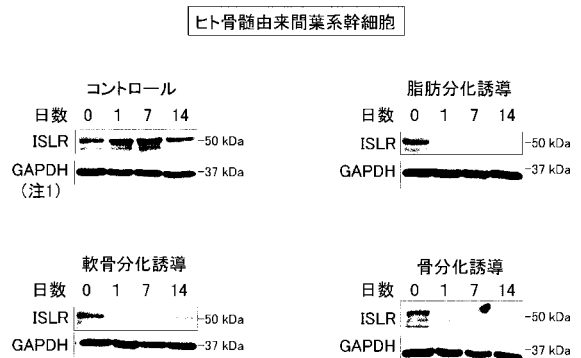 ヒト骨髄由来間葉系幹細胞
コントロール
日数 0 1 7 14
ISLR -50 kDa
GAPDH -37 kDa
(注1)
脂肪分化誘導
日数 0 1 7 14
ISLR -50 kDa
GAPDH -37 kDa
軟骨分化誘導
日数 0 1 7 14
ISLR -50 kDa
GAPDH -37 kDa
骨分化誘導
日数 0 1 7 14
ISLR -50 kDa
GAPDH -37 kDa